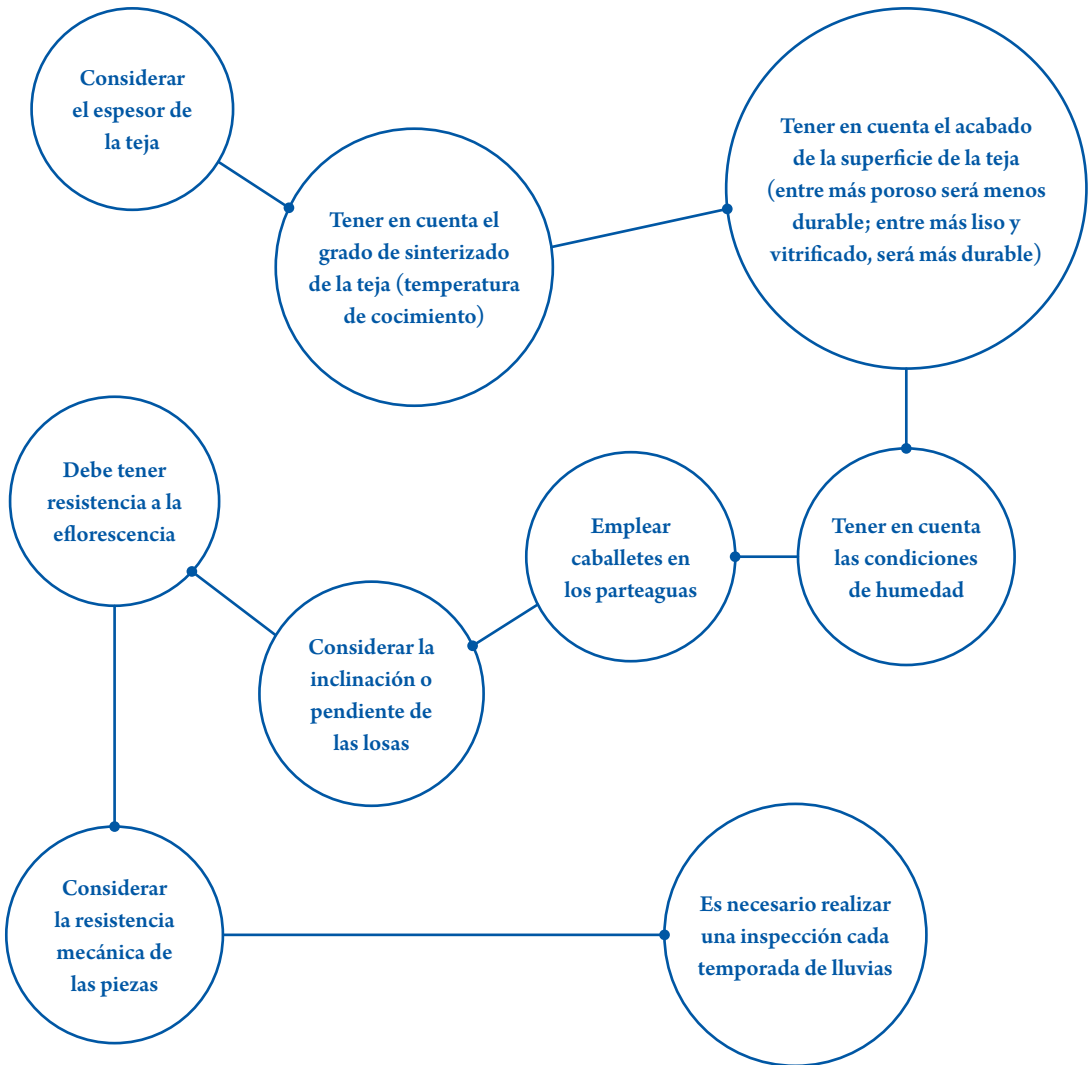 Considerar
el espesor de
la teja
Tener en cuenta el
grado de sinterizado
de la teja (temperatura
de cocimiento)
Tener en cuenta el acabado
de la superficie de la teja
(entre más poroso será menos
durable; entre más liso y
vitrificado, será más durable)
Tener en cuenta
las condiciones
de humedad
Emplear
caballetes en
los parteaguas
Considerar la
inclinación o
pendiente de
las losas
Debe tener
resistencia a la
eflorescencia
Considerar
la resistencia
mecánica de
las piezas
Es necesario realizar
una inspección cada
temporada de lluvias